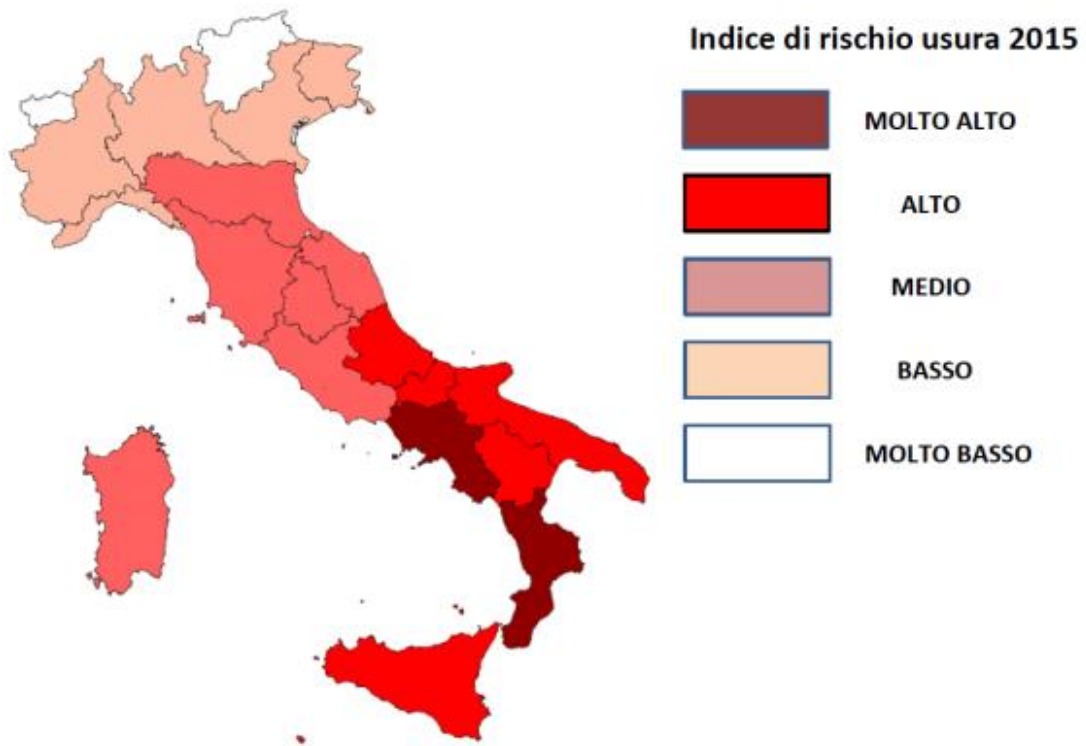 Indice di rischio usura 2015
MOLTO ALTO
ALTO
MEDIO
BASSO
MOLTO BASSO